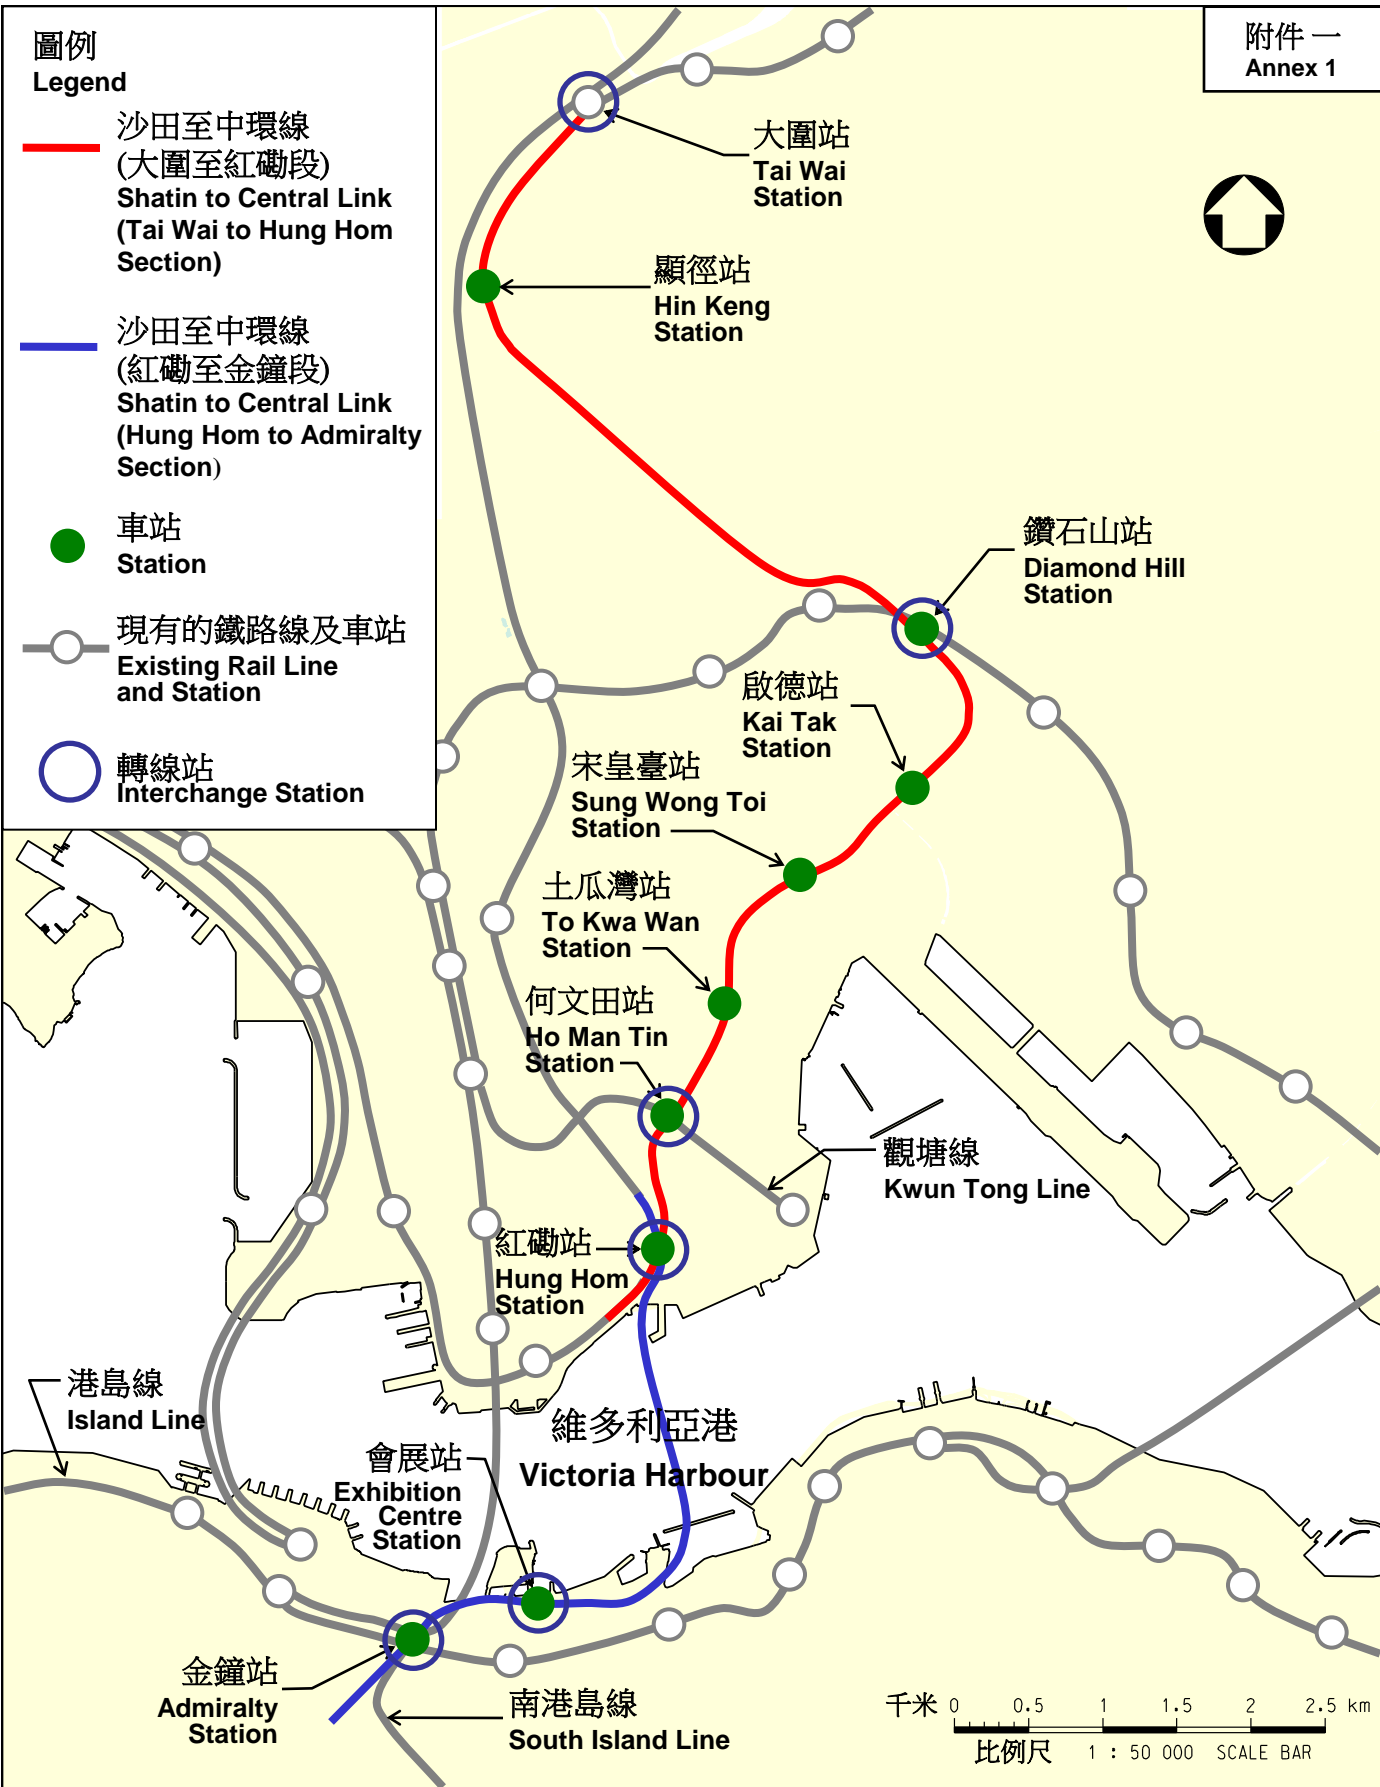 圖例
Legend
沙田至中環線
(大圍至紅磡段)
Shatin to Central Link
(Tai Wai to Hung Hom
Section)
沙田至中環線
(紅磡至金鐘段)
Shatin to Central Link
(Hung Hom to Admiralty
Section)
車站
Station
現有的鐵路線及車站
Existing Rail Line
and Station
轉線站
Interchange Station
附件一
Annex 1
大圍站
Tai Wai
Station
顯徑站
Hin Keng
Station
鑽石山站
Diamond Hill
Station
啟德站
Kai Tak
Station
宋皇臺站
Sung Wong Toi
Station
土瓜灣站
To Kwa Wan
Station
何文田站
Ho Man Tin
Station
觀塘線
Kwun Tong Line
紅磡站
Hung Hom
Station
港島線
Island Line
維多利亞港
Victoria Harbour
會展站
Exhibition
Centre
Station
金鐘站
Admiralty
Station
南港島線
South Island Line
千米 0 0.5 1 1.5 2 2.5 km
比例尺 1 : 50 000 SCALE BAR